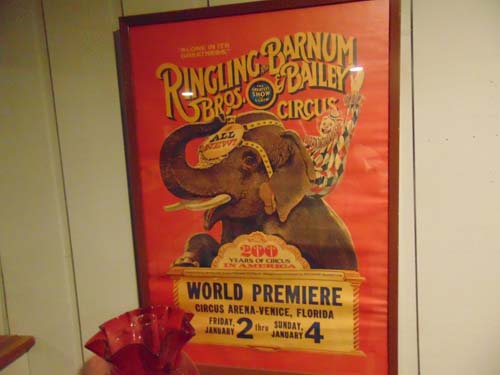 "ALONE IN ITS
GREATNESS"
RINGLING BARNUM
BROS. & BAILEY
CIRCUS
THE
GREATEST
SHOW
ON
EARTH
ALL
NEW!
200
YEARS OF CIRCUS
IN AMERICA
WORLD PREMIERE
CIRCUS ARENA-VENICE, FLORIDA
FRIDAY, JANUARY 2 thru SUNDAY, JANUARY 4